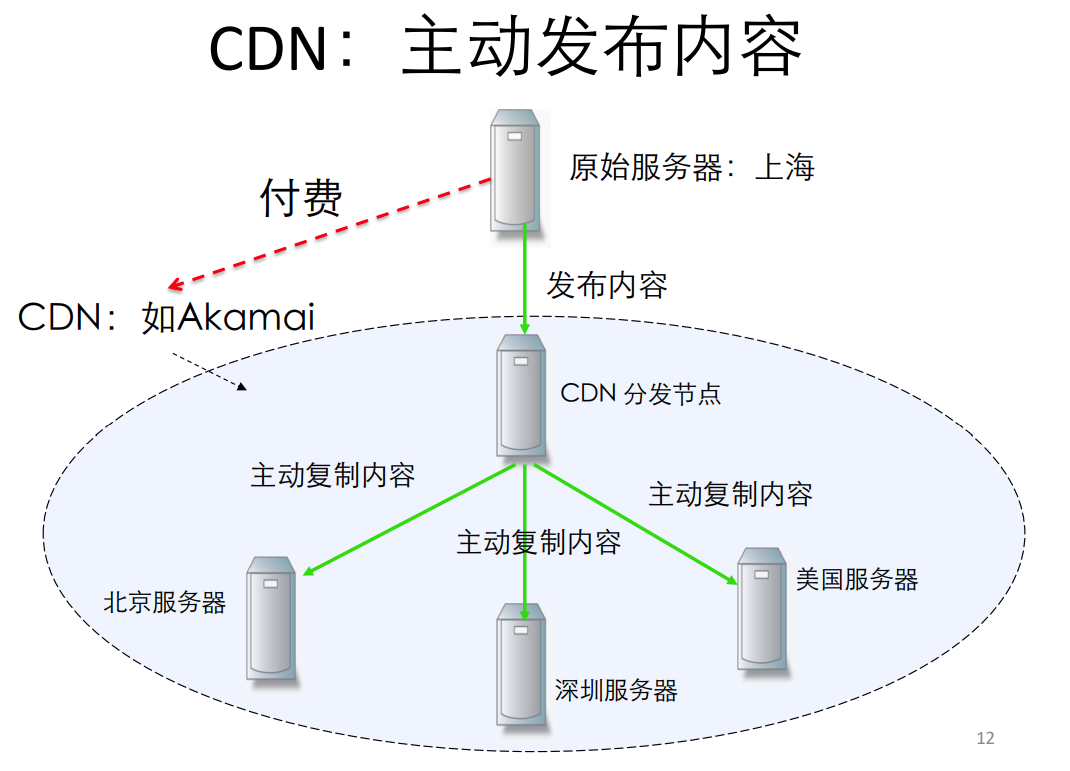 CDN：主动发布内容
原始服务器：上海
付费
发布内容
CDN：如Akamai
CDN 分发节点
主动复制内容
主动复制内容
主动复制内容
美国服务器
北京服务器
深圳服务器
12